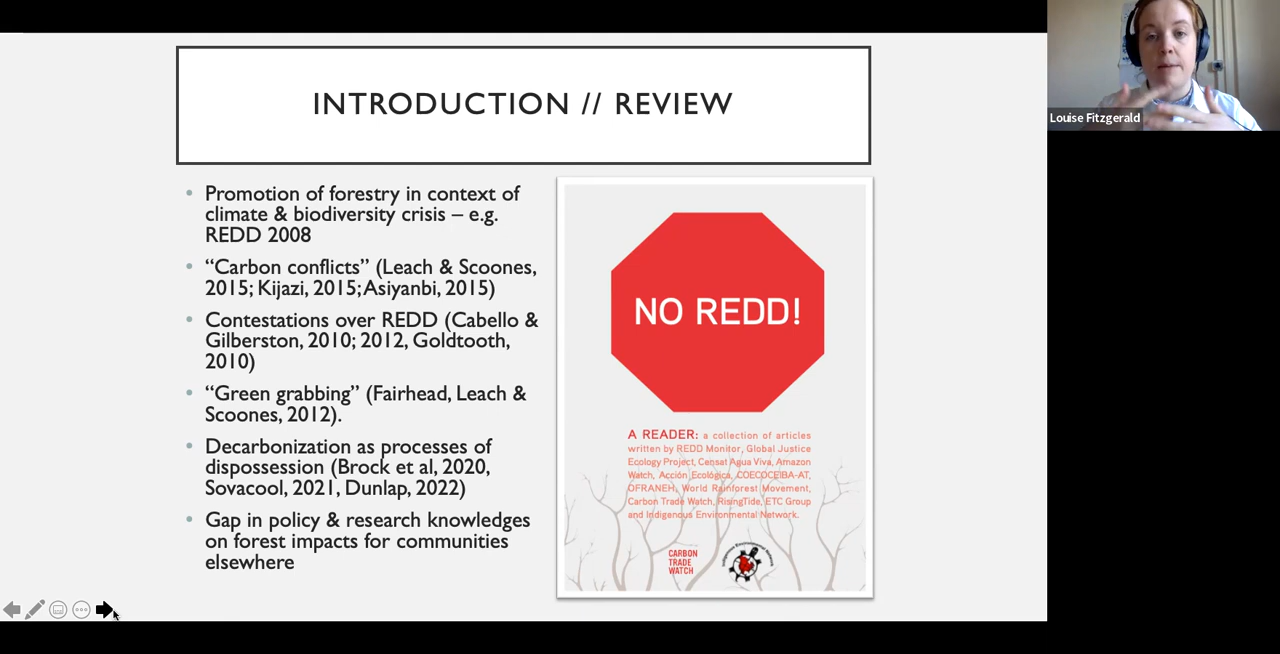 INTRODUCTION // REVIEW
Promotion of forestry in context of
climate & biodiversity crisis – e.g.
REDD 2008
“Carbon conflicts” (Leach & Scoones,
2015; Kijazi, 2015; Asiyanbi, 2015)
Contestations over REDD (Cabello &
Gilberston, 2010; 2012, Goldtooth,
2010)
“Green grabbing” (Fairhead, Leach &
Scoones, 2012).
Decarbonization as processes of
dispossession (Brock et al, 2020,
Sovacool, 2021, Dunlap, 2022)
Gap in policy & research knowledges
on forest impacts for communities
elsewhere
NO REDD!
A READER: a collection of articles
written by REDD Monitor, Global Justice
Ecology Project, Censat Agua Viva, Amazon
Watch, Acción Ecológica, COECOCEIBA-AT,
OFRANEH, World Rainforest Movement,
Carbon Trade Watch, RisingTide, ETC Group
and Indigenous Environmental Network.
CARBON
TRADE
WATCH
Indigenous Environmental Network
Louise Fitzgerald